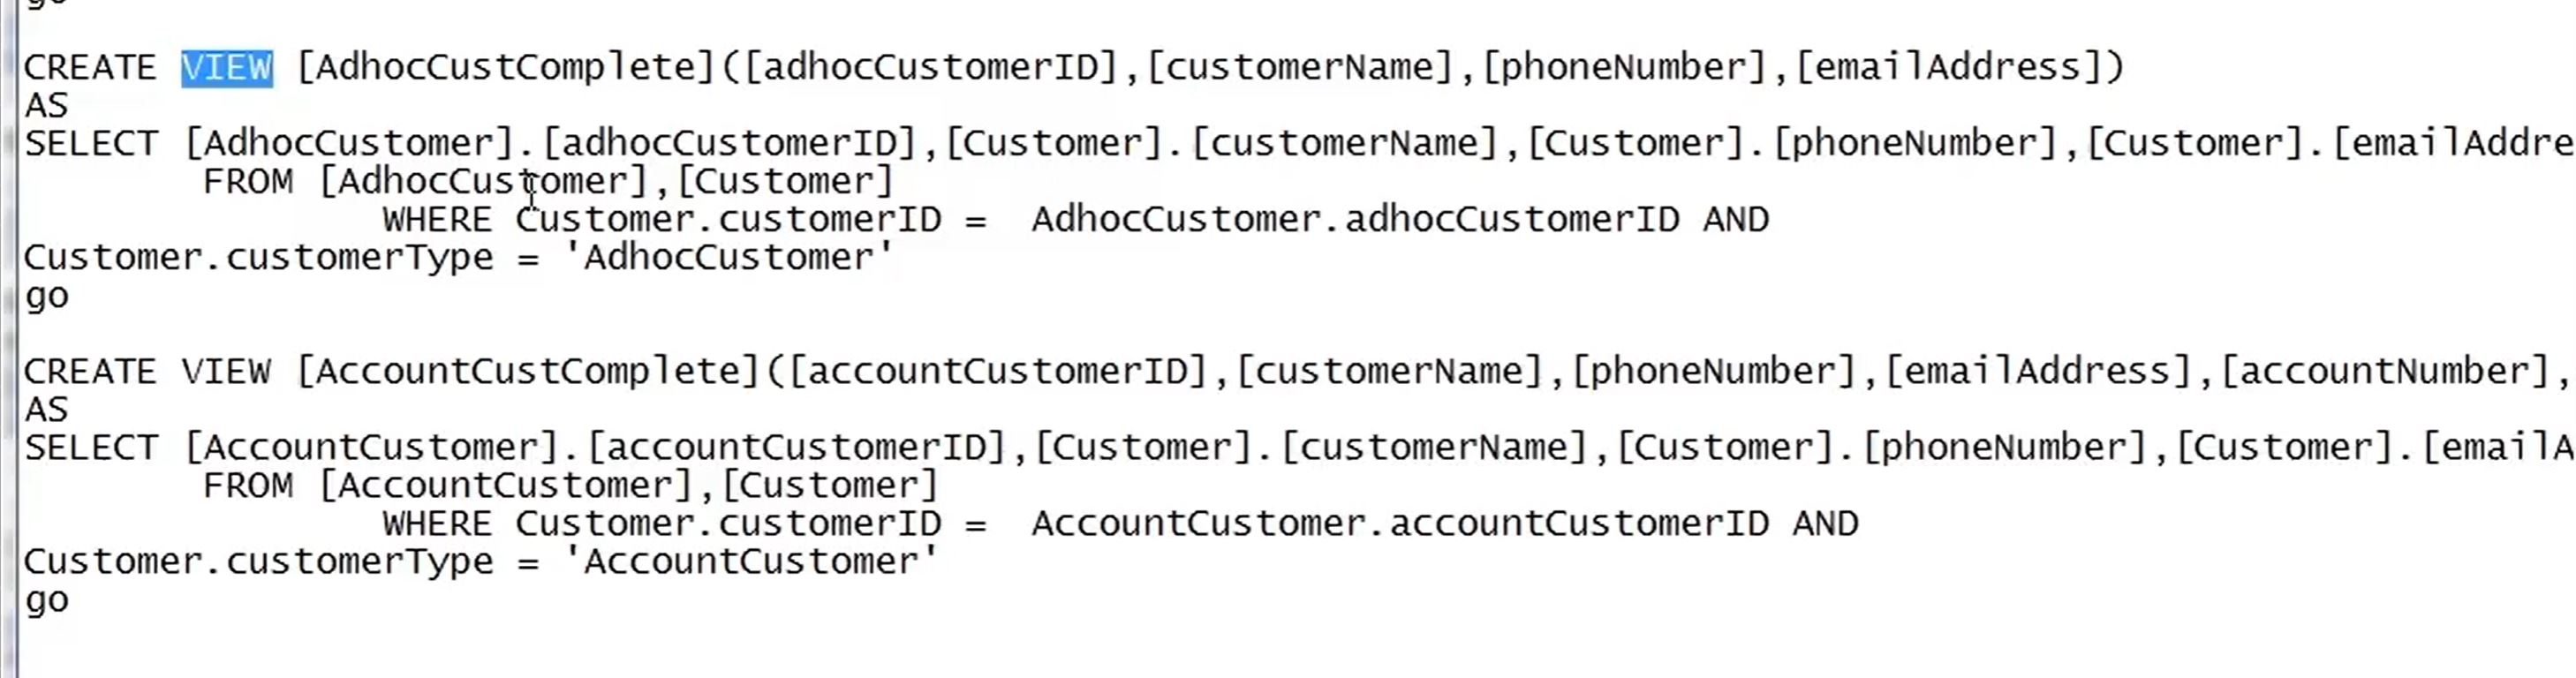 go
CREATE VIEW [AdhocCustComplete]([adhocCustomerID],[customerName],[phoneNumber],[emailAddress])
AS
SELECT [AdhocCustomer].[adhocCustomerID],[Customer].[customerName],[Customer].[phoneNumber],[Customer].[emailAddre
FROM [AdhocCustomer],[Customer]
WHERE Customer.customerID =  AdhocCustomer.adhocCustomerID AND
Customer.customerType = 'AdhocCustomer'
go
CREATE VIEW [AccountCustComplete]([accountCustomerID],[customerName],[phoneNumber],[emailAddress],[accountNumber],
AS
SELECT [AccountCustomer].[accountCustomerID],[Customer].[customerName],[Customer].[phoneNumber],[Customer].[emailA
FROM [AccountCustomer],[Customer]
WHERE Customer.customerID =  AccountCustomer.accountCustomerID AND
Customer.customerType = 'AccountCustomer'
go